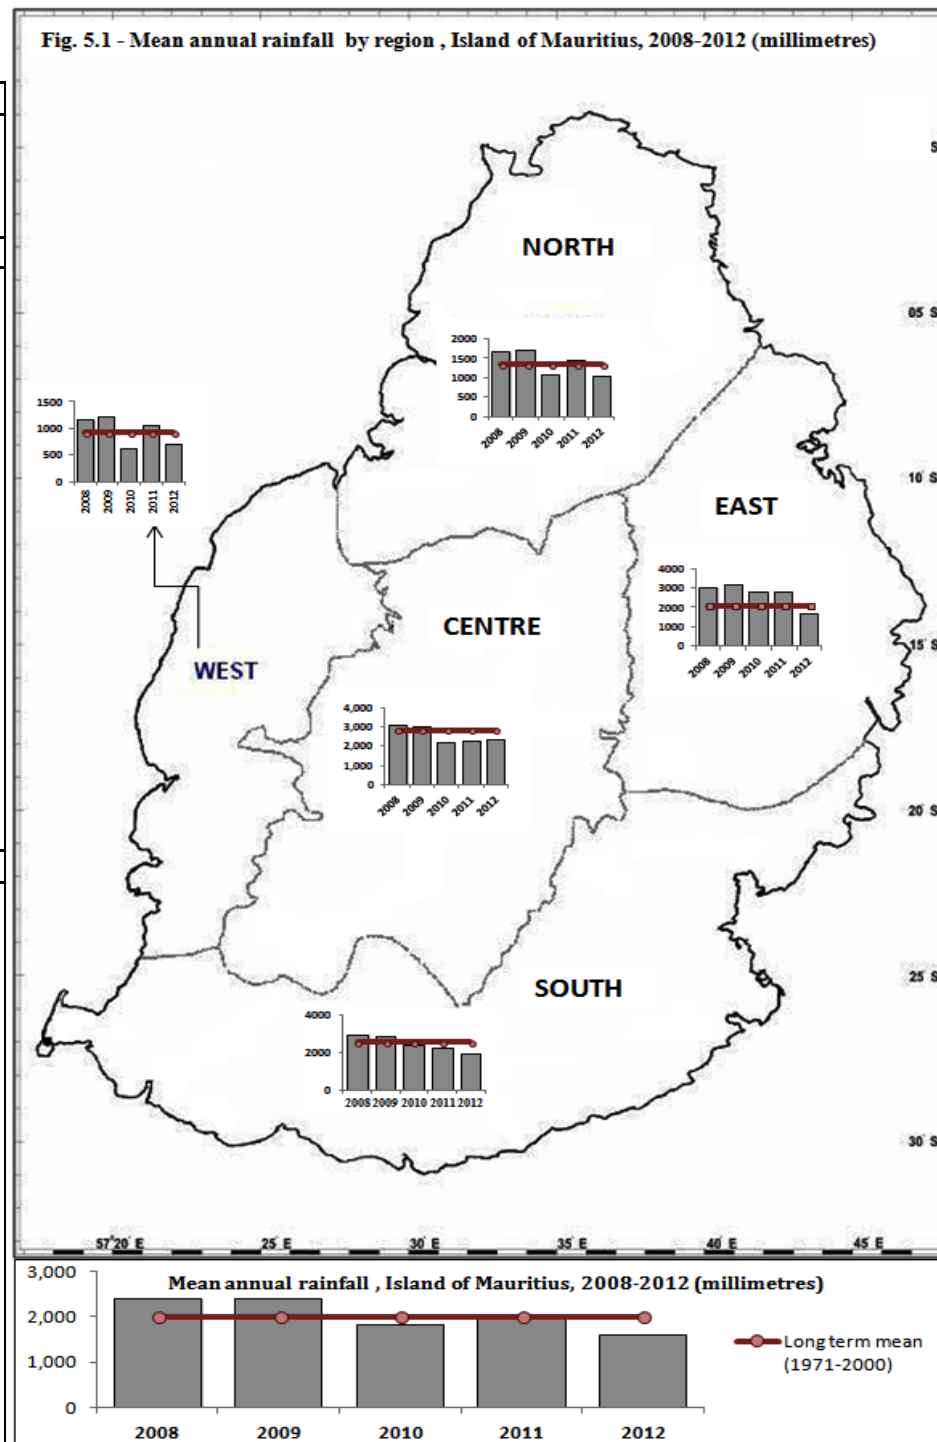 Fig. 5.1 - Mean annual rainfall by region , Island of Mauritius, 2008-2012 (millimetres)
S
NORTH
05' S
2000
1500
1000
500
0
2008 2009 2010 2011 2012
1500
1000
500
0
2008 2009 2010 2011 2012
10' S
EAST
4000
3000
2000
1000
0
2008 2009 2010 2011 2012
CENTRE
15' S
WEST
4,000
3,000
2,000
1,000
0
2008 2009 2010 2011 2012
20' S
25' S
SOUTH
4000
2000
0
2008 2009 2010 2011 2012
30' S
57°20' E 25' E 30' E 35' E 40' E 45' E
Mean annual rainfall , Island of Mauritius, 2008-2012 (millimetres)
3,000
2,000
1,000
0
2008 2009 2010 2011 2012
Long term mean
(1971-2000)